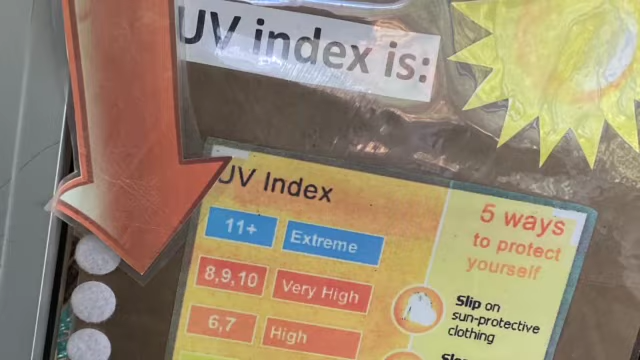 UV index is:
UV Index
11+ Extreme
8,9,10 Very High
6,7 High
5 ways
to protect
yourself
Slip on
sun-protective
clothing